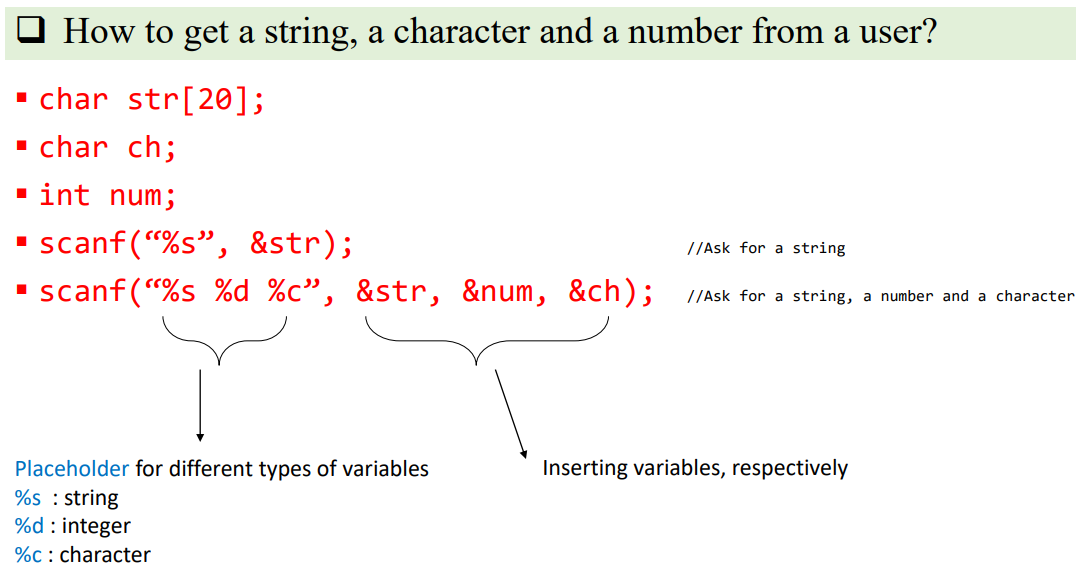 ❑ How to get a string, a character and a number from a user?
▪ char str[20];
▪ char ch;
▪ int num;
▪ scanf(“%s”, &str); //Ask for a string
▪ scanf(“%s %d %c”, &str, &num, &ch); //Ask for a string, a number and a character
Placeholder for different types of variables
Inserting variables, respectively
%s : string
%d : integer
%c : character